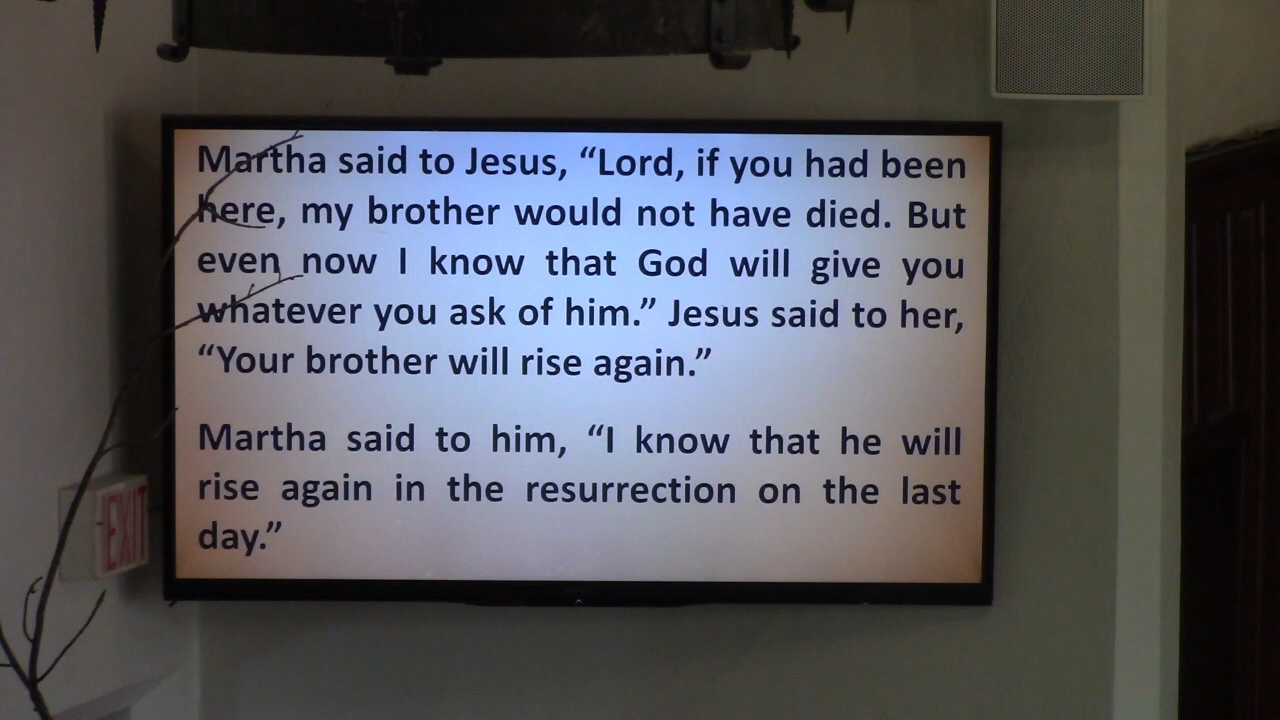 Martha said to Jesus, “Lord, if you had been
here, my brother would not have died. But
even now I know that God will give you
whatever you ask of him.” Jesus said to her,
“Your brother will rise again.”
Martha said to him, “I know that he will
rise again in the resurrection on the last
day.”
EXIT